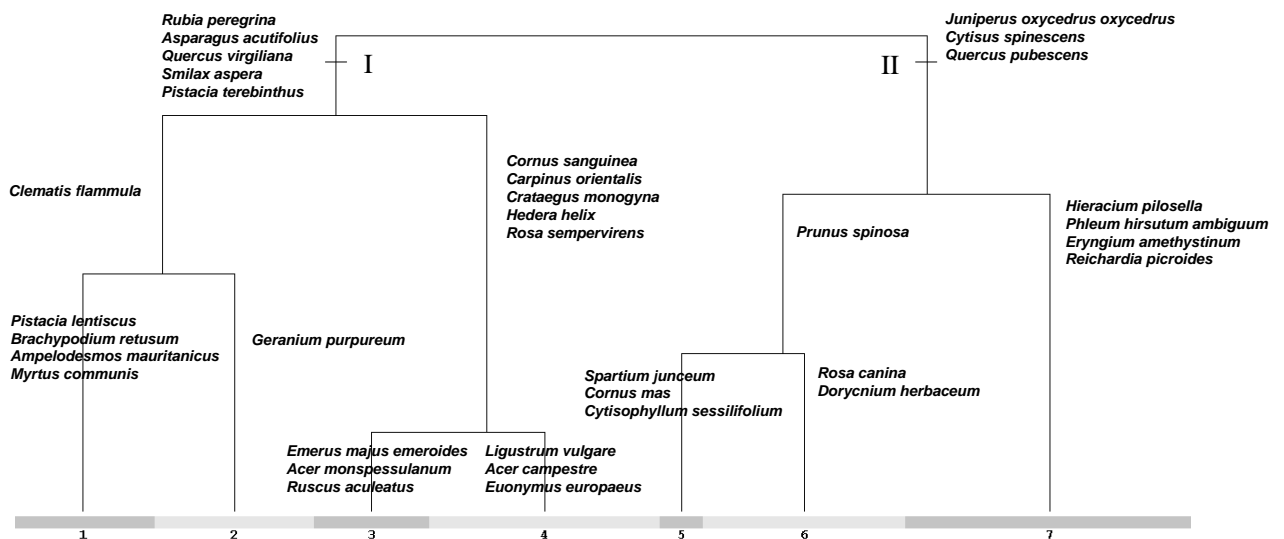 Rubia peregrina
Asparagus acutifolius
Quercus virgiliana
Smilax aspera
Pistacia terebinthus
I
II
Juniperus oxycedrus oxycedrus
Cytisus spinescens
Quercus pubescens
Clematis flammula
Cornus sanguinea
Carpinus orientalis
Crataegus monogyna
Hedera helix
Rosa sempervirens
Prunus spinosa
Hieracium pilosella
Phleum hirsutum ambiguum
Eryngium amethystinum
Reichardia picroides
Pistacia lentiscus
Brachypodium retusum
Ampelodesmos mauritanicus
Myrtus communis
Geranium purpureum
Spartium junceum
Cornus mas
Cytisophyllum sessilifolium
Rosa canina
Dorycnium herbaceum
Emerus majus emeroides
Acer monspessulanum
Ruscus aculeatus
Ligustrum vulgare
Acer campestre
Euonymus europaeus
1 2 3 4 5 6 7